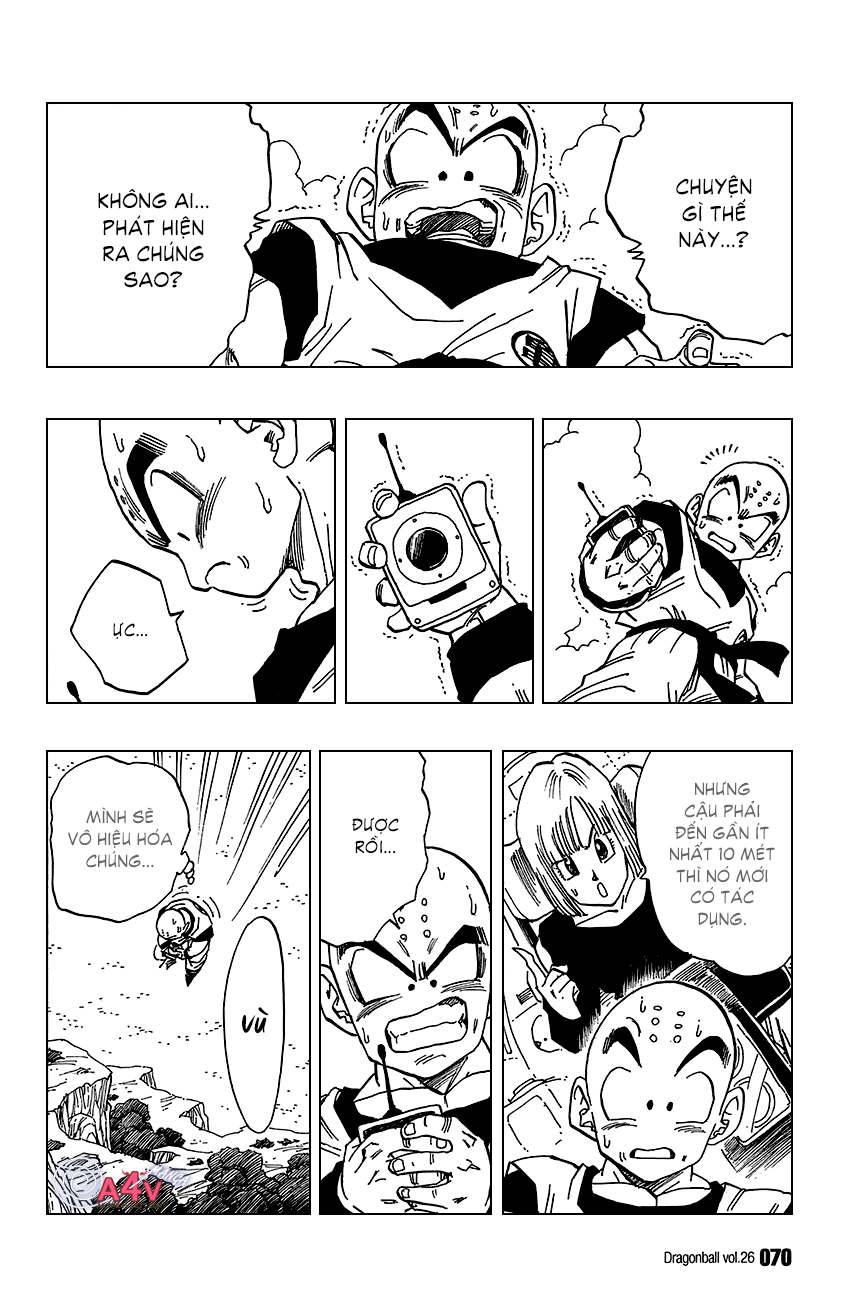 CHUYỆN
GÌ THẾ
NÀY...?
KHÔNG AI...
PHÁT HIỆN
RA CHÚNG
SAO?
ỰC...
NHƯNG
CẬU PHẢI
ĐẾN GẦN ÍT
NHẤT 10 MÉT
THÌ NÓ MỚI
CÓ TÁC
DỤNG.
ĐƯỢC
RỒI...
MÌNH SẼ
VÔ HIỆU HÓA
CHÚNG...
VÙ
A4V
Dragonball vol.26 070